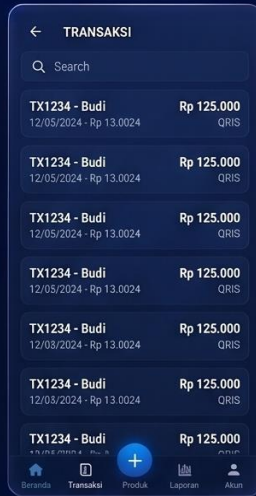 TRANSAKSI
Search
TX1234 - Budi Rp 125.000
12/05/2024 - Rp 13.0024 QRIS
TX1234 - Budi Rp 125.000
12/05/2024 - Rp 13.0024 QRIS
TX1234 - Budi Rp 125.000
12/05/2024 - Rp 13.0024 QRIS
TX1234 - Budi Rp 125.000
12/05/2024 - Rp 13.0024 QRIS
TX1234 - Budi Rp 125.000
12/03/2024 - Rp 13.0024 QRIS
TX1234 - Budi Rp 125.000
12/03/2024 - Rp 13.0024 QRIS
TX1234 - Budi Rp 125.000
Beranda Transaksi Produk Laporan Akun